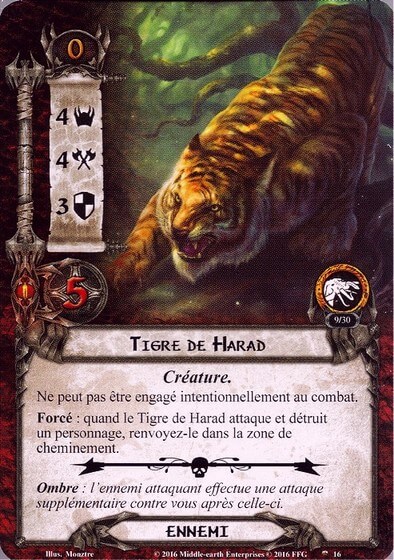 0
4
4
3
5
9/30
Tigre de Harad
Créature.
Ne peut pas être engagé intentionnellement au combat.
Forcé : quand le Tigre de Harad attaque et détruit
un personnage, renvoyez-le dans la zone de
cheminement.
Ombre : l'ennemi attaquant effectue une attaque
supplémentaire contre vous après celle-ci.
ENNEMI
Illus. Monztre © 2016 Middle-earth Enterprises © 2016 FFG 16